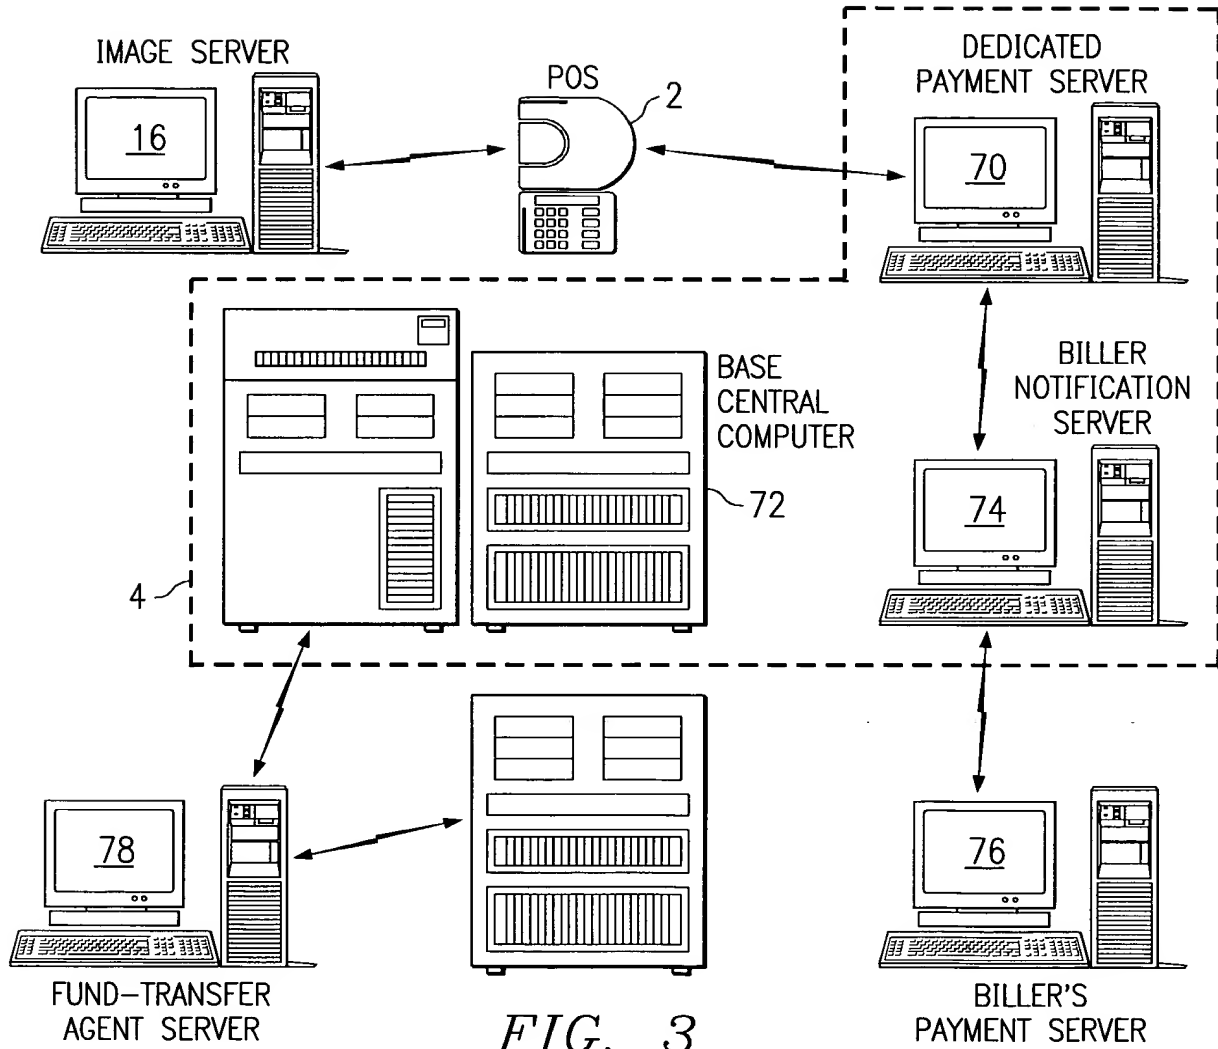 IMAGE SERVER
16
POS
2
DEDICATED
PAYMENT SERVER
70
BASE
CENTRAL
COMPUTER
72
BILLER
NOTIFICATION
SERVER
74
4
78
FUND-TRANSFER
AGENT SERVER
76
BILLER'S
PAYMENT SERVER
FIG. 3